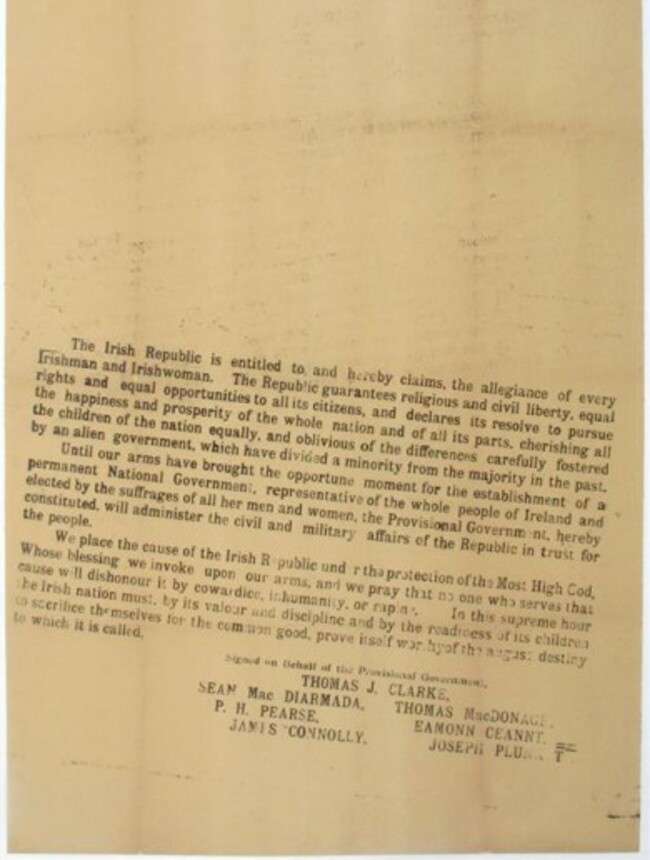 The Irish Republic is entitled to, and hereby claims, the allegiance of every
Irishman and Irishwoman. The Republic guarantees religious and civil liberty, equal
rights and equal opportunities to all its citizens, and declares its resolve to pursue
the happiness and prosperity of the whole nation and of all its parts, cherishing all
the children of the nation equally, and oblivious of the differences carefully fostered
by an alien government, which have divided a minority from the majority in the past.
Until our arms have brought the opportune moment for the establishment of a
permanent National Government, representative of the whole people of Ireland and
elected by the suffrages of all her men and women, the Provisional Government, hereby
constituted, will administer the civil and military affairs of the Republic in trust for
the people.
We place the cause of the Irish Republic under the protection of the Most High God,
Whose blessing we invoke upon our arms, and we pray that no one who serves that
cause will dishonour it by cowardice, inhumanity, or rapine. In this supreme hour
the Irish nation must, by its valour and discipline and by the readiness of its children
to sacrifice themselves for the common good, prove itself worthy of the august destiny
to which it is called.
Signed on Behalf of the Provisional Government,
THOMAS J. CLARKE,
SEAN Mac DIARMADA, THOMAS MacDONAGH,
P. H. PEARSE, EAMONN CEANNT,
JAMES CONNOLLY, JOSEPH